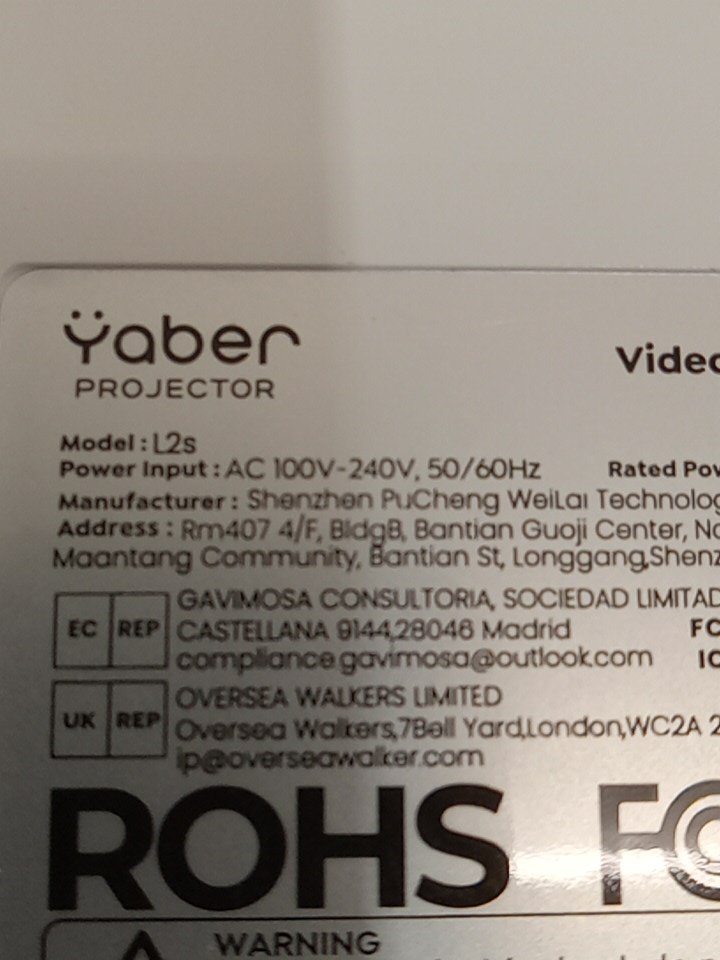 Yaber
PROJECTOR
Video
Model : L2s
Power Input : AC 100V-240V, 50/60Hz Rated Pow
Manufacturer : Shenzhen PuCheng WeiLai Technolog
Address : Rm407 4/F, BldgB, Bantian Guoji Center, No
Maantang Community, Bantian St, Longgang,Shenz
EC REP
GAVIMOSA CONSULTORIA, SOCIEDAD LIMITAD
CASTELLANA 9144,28046 Madrid FC
compliance.gavimosa@outlook.com IC
UK REP
OVERSEA WALKERS LIMITED
Oversea Walkers,7Bell Yard,London,WC2A 2
ip@overseawalker.com
ROHS FC
WARNING